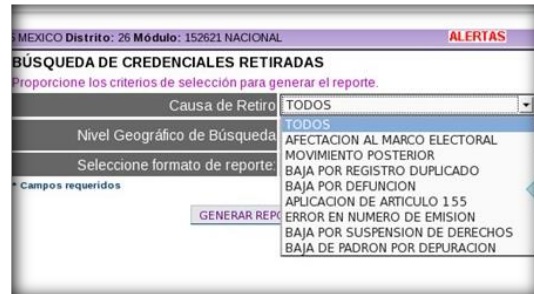 MEXICO Distrito: 26 Módulo: 152621 NACIONAL
ALERTAS
BÚSQUEDA DE CREDENCIALES RETIRADAS
Proporcione los criterios de selección para generar el reporte.
Causa de Retiro TODOS
TODOS
Nivel Geográfico de Búsqueda
AFECTACION AL MARCO ELECTORAL
MOVIMIENTO POSTERIOR
Seleccione formato de reporte:
BAJA POR REGISTRO DUPLICADO
* Campos requeridos
BAJA POR DEFUNCION
APLICACION DE ARTICULO 155
GENERAR REPO
ERROR EN NUMERO DE EMISION
BAJA POR SUSPENSION DE DERECHOS
BAJA DE PADRON POR DEPURACION